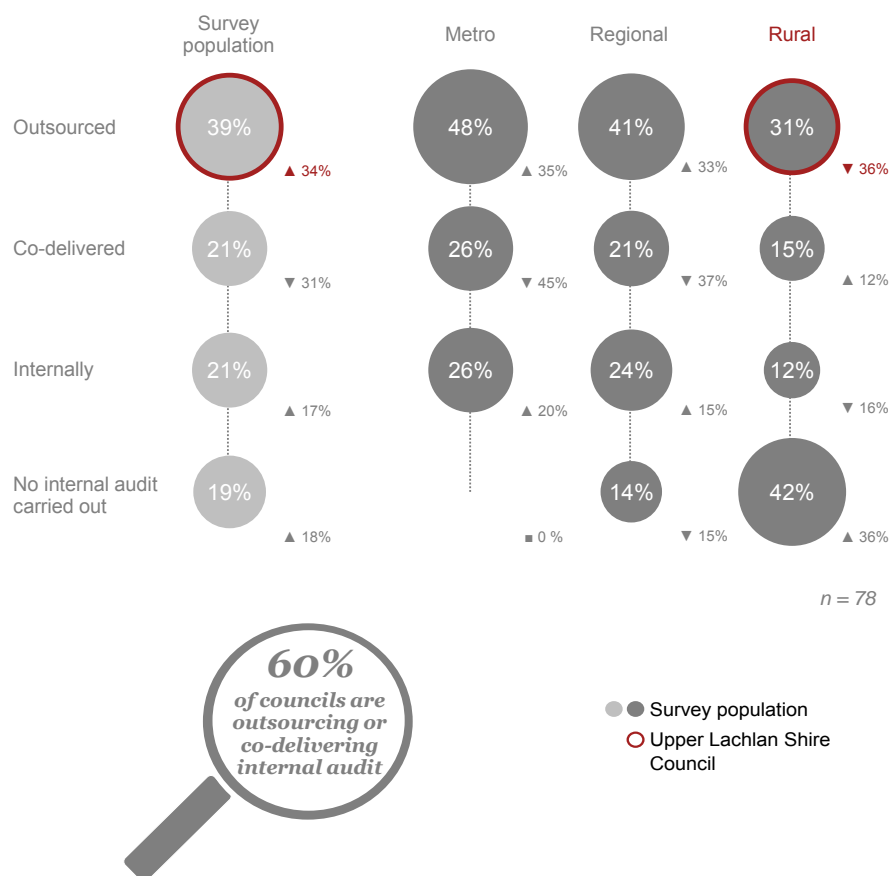 Survey
population
Metro
Regional
Rural
Outsourced
39%
▲ 34%
48%
▲ 35%
41%
▲ 33%
31%
▼ 36%
Co-delivered
21%
▼ 31%
26%
▼ 45%
21%
▼ 37%
15%
▲ 12%
Internally
21%
▲ 17%
26%
▲ 20%
24%
▲ 15%
12%
▼ 16%
No internal audit
carried out
19%
▲ 18%
■ 0 %
14%
▼ 15%
42%
▲ 36%
n = 78
60%
of councils are
outsourcing or
co-delivering
internal audit
Survey population
Upper Lachlan Shire
Council